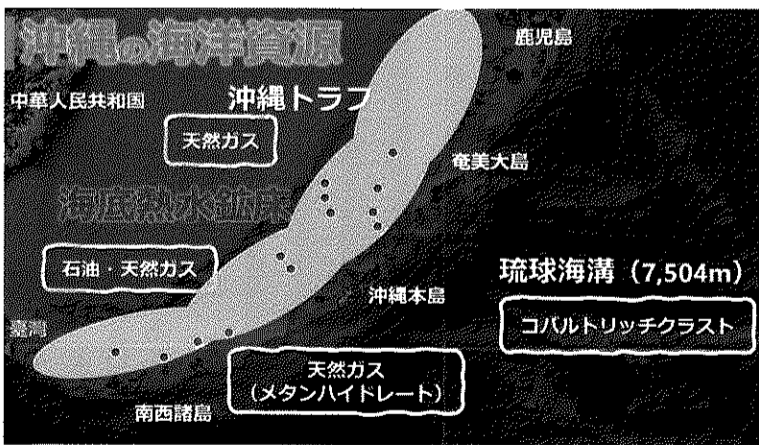 沖縄の海洋資源
鹿児島
中華人民共和国
沖縄トラフ
天然ガス
奄美大島
海底熱水鉱床
石油・天然ガス
琉球海溝（7,504m）
沖縄本島
コバルトリッチクラスト
臺灣
天然ガス
（メタンハイドレート）
南西諸島